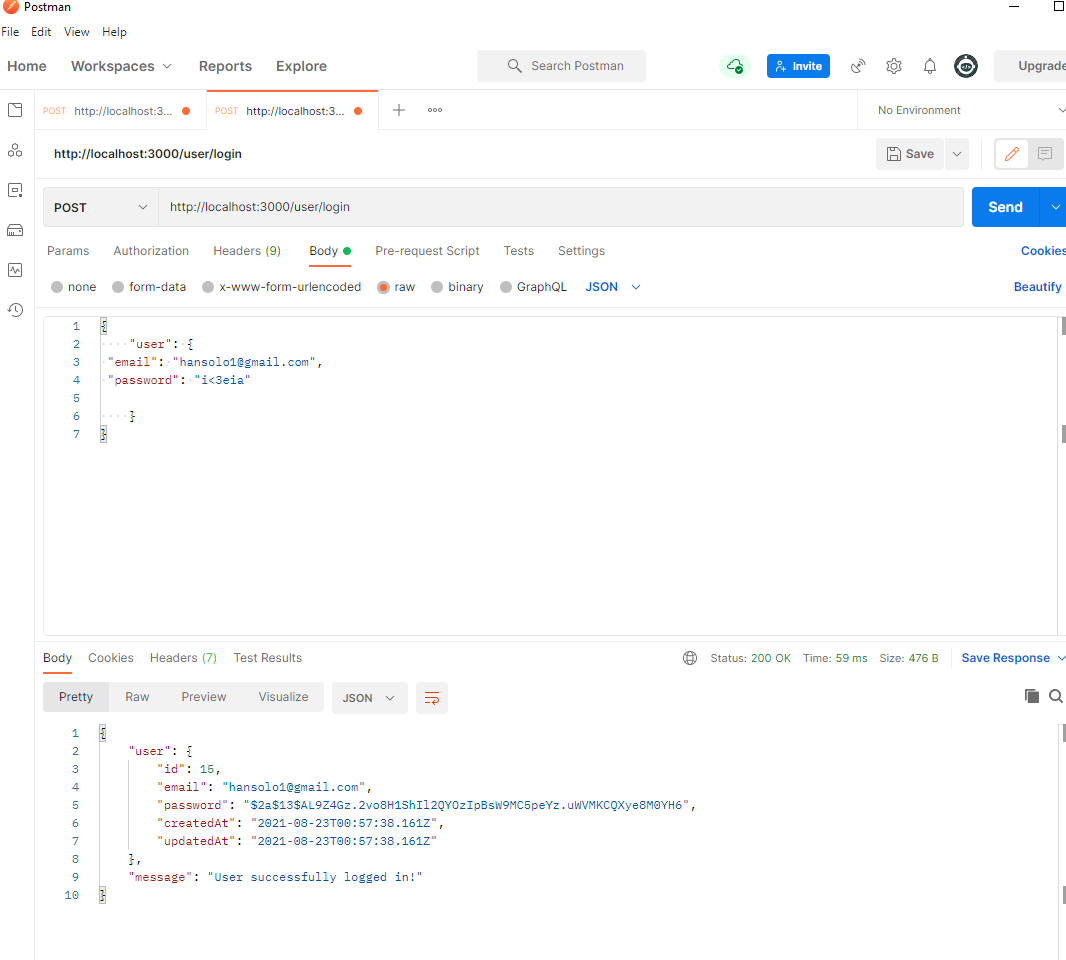 Postman
File Edit View Help
Home Workspaces Reports Explore Search Postman Invite Upgrade
POST http://localhost:3... POST http://localhost:3... No Environment
http://localhost:3000/user/login Save
POST http://localhost:3000/user/login Send
Params Authorization Headers (9) Body Pre-request Script Tests Settings Cookies
none form-data x-www-form-urlencoded raw binary GraphQL JSON Beautify
1 {
2 "user": {
3 "email": "hansolo1@gmail.com",
4 "password": "i<3eia"
5
6 }
7 }
Body Cookies Headers (7) Test Results Status: 200 OK Time: 59 ms Size: 476 B Save Response
Pretty Raw Preview Visualize JSON
1 {
2 "user": {
3 "id": 15,
4 "email": "hansolo1@gmail.com",
5 "password": "$2a$13$AL9Z4Gz.2vo8H1ShIl2QYOzIpBsW9MC5peYz.uWVMKCQXye8M0YH6",
6 "createdAt": "2021-08-23T00:57:38.161Z",
7 "updatedAt": "2021-08-23T00:57:38.161Z"
8 },
9 "message": "User successfully logged in!"
10 }